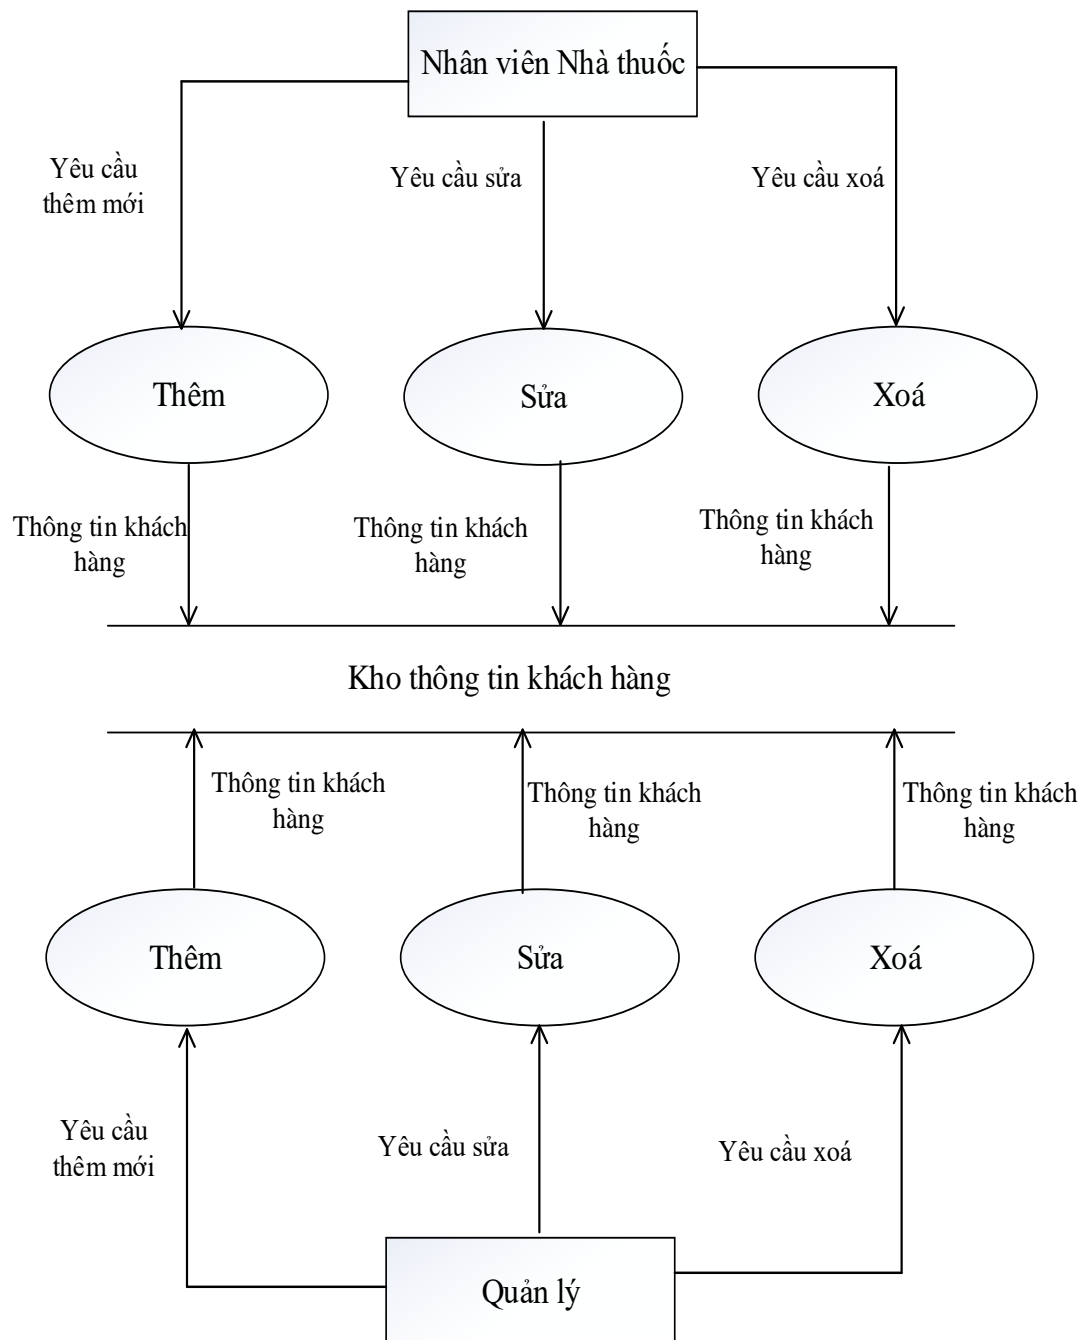 Nhân viên Nhà thuốc
Yêu cầu
thêm mới
Yêu cầu sửa
Yêu cầu xoá
Thêm
Sửa
Xoá
Thông tin khách
hàng
Thông tin khách
hàng
Thông tin khách
hàng
Kho thông tin khách hàng
Thông tin khách
hàng
Thông tin khách
hàng
Thông tin khách
hàng
Thêm
Sửa
Xoá
Yêu cầu
thêm mới
Yêu cầu sửa
Yêu cầu xoá
Quản lý